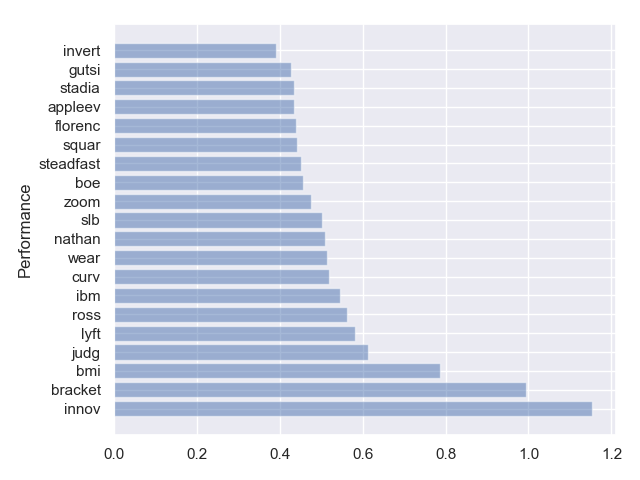 Performance
invert
gutsi
stadia
appleev
florenc
squar
steadfast
boe
zoom
slb
nathan
wear
curv
ibm
ross
lyft
judg
bmi
bracket
innov
0.0 0.2 0.4 0.6 0.8 1.0 1.2